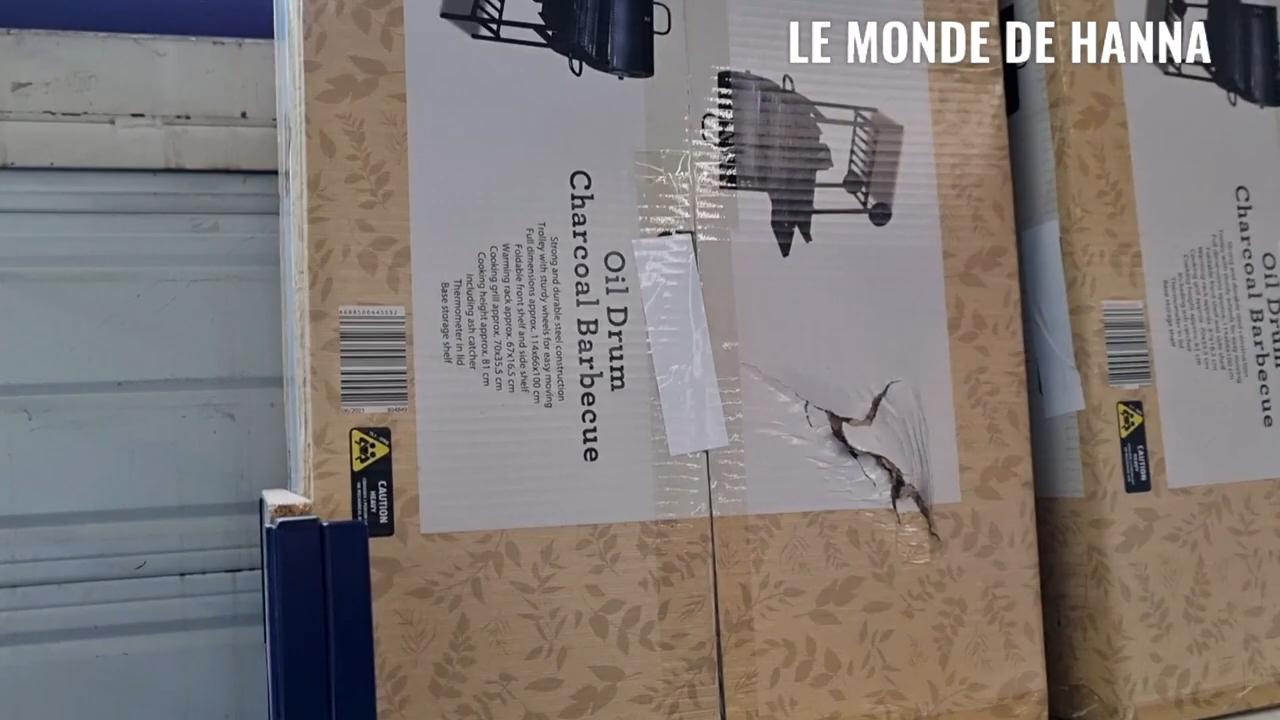 LE MONDE DE HANNA
Oil Drum
Charcoal Barbecue
Strong and durable steel construction
Trolley with sturdy wheels for easy moving
Full dimensions approx. 114x66x100 cm
Foldable front shelf and side shelf
Warming rack approx. 67x16.5 cm
Cooking grill approx. 70x35.5 cm
Cooking height approx. 81 cm
Including ash catcher
Thermometer in lid
Base storage shelf
06/2021
CAUTION
HEAVY
Oil Drum
Charcoal Barbecue
CAUTION
HEAVY